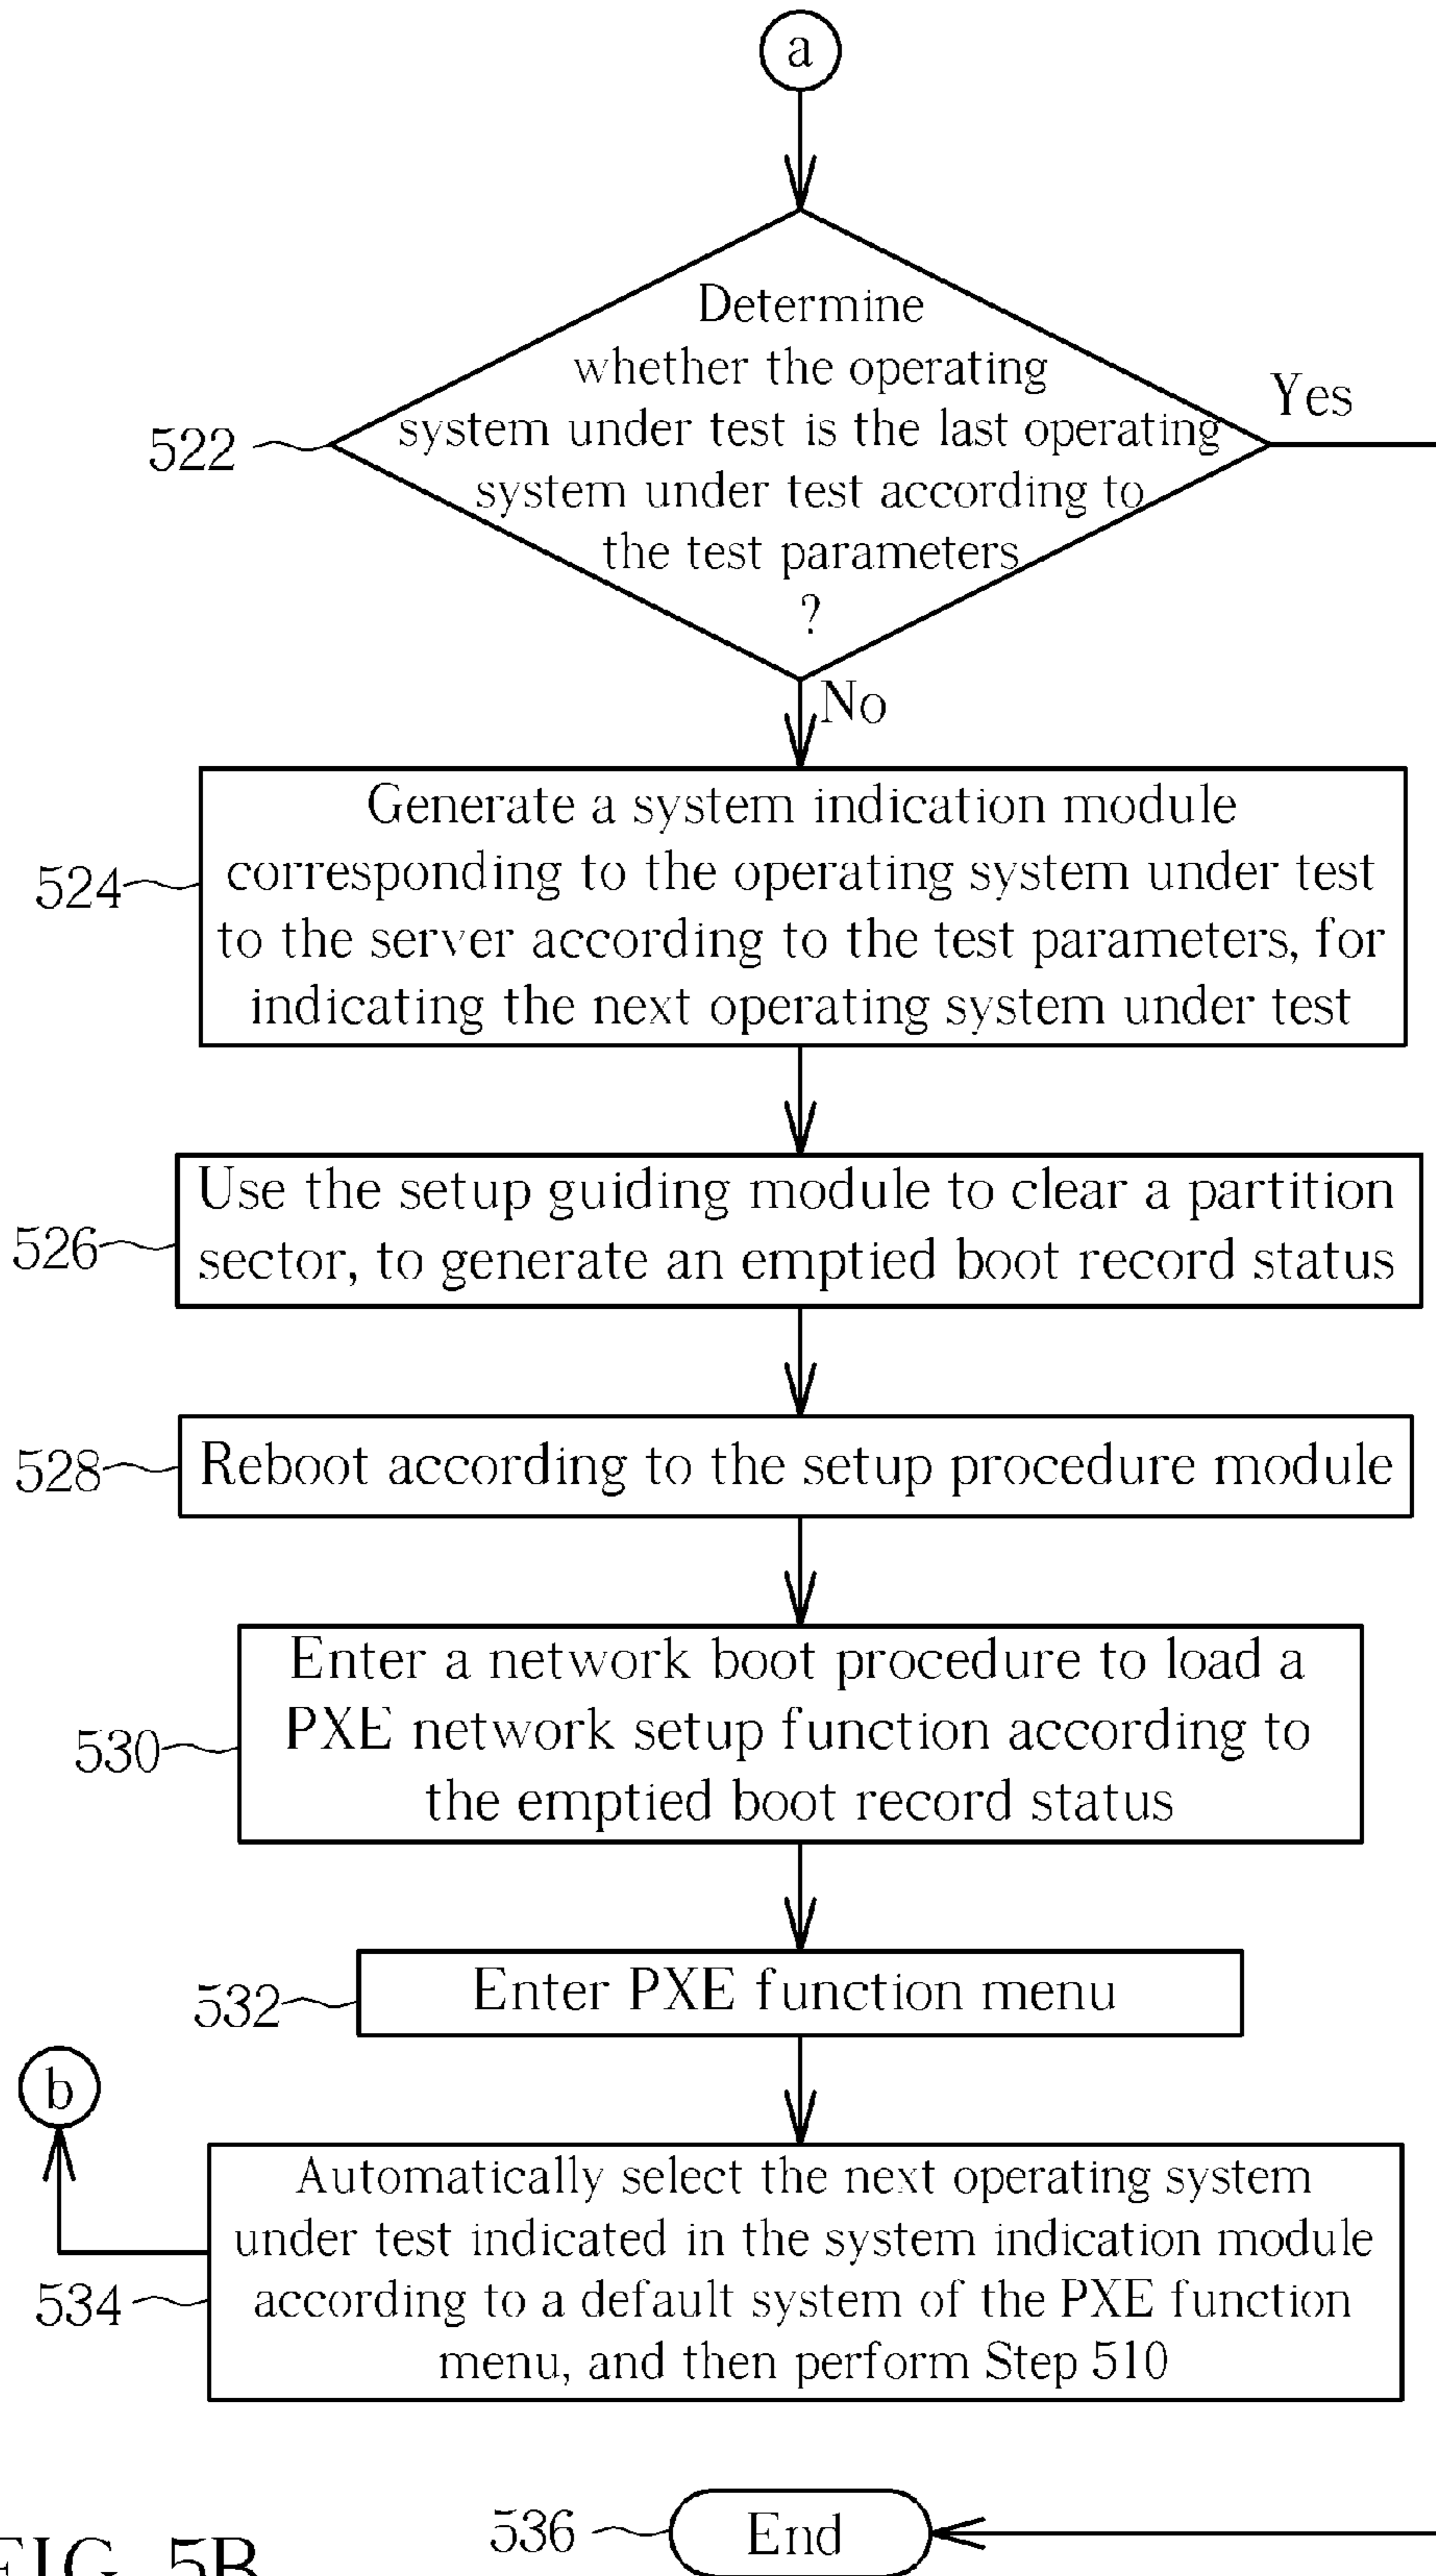 a
Determine
whether the operating
system under test is the last operating
system under test according to
the test parameters
?
Yes
522
No
Generate a system indication module
corresponding to the operating system under test
to the server according to the test parameters, for
indicating the next operating system under test
524
Use the setup guiding module to clear a partition
sector, to generate an emptied boot record status
526
Reboot according to the setup procedure module
528
Enter a network boot procedure to load a
PXE network setup function according to
the emptied boot record status
530
Enter PXE function menu
532
b
Automatically select the next operating system
under test indicated in the system indication module
according to a default system of the PXE function
menu, and then perform Step 510
534
536
End
FIG. 5B